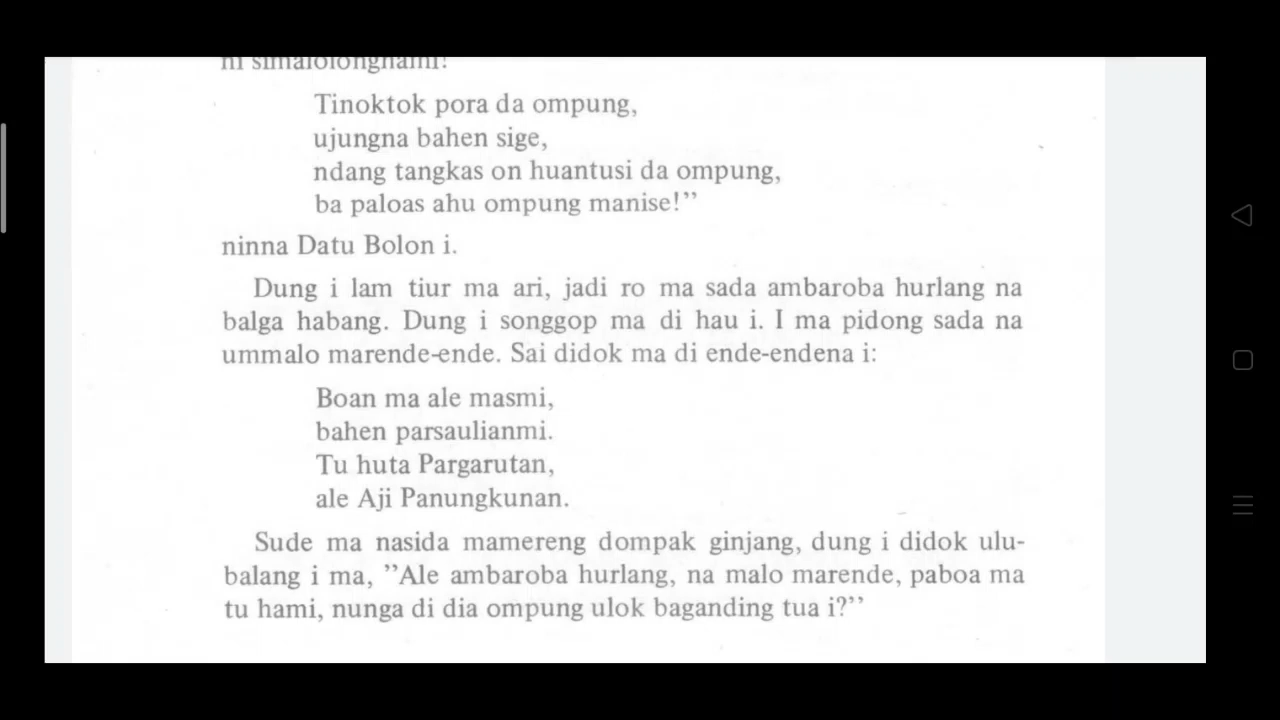 ni simalolonghami!
Tinoktok pora da ompung,
ujungna bahen sige,
ndang tangkas on huantusi da ompung,
ba paloas ahu ompung manise!”
ninna Datu Bolon i.
Dung i lam tiur ma ari, jadi ro ma sada ambaroba hurlang na
balga habang. Dung i songgop ma di hau i. I ma pidong sada na
ummalo marende-ende. Sai didok ma di ende-endena i:
Boan ma ale masmi,
bahen parsaulianmi.
Tu huta Pargarutan,
ale Aji Panungkunan.
Sude ma nasida mamereng dompak ginjang, dung i didok ulu-
balang i ma, ”Ale ambaroba hurlang, na malo marende, paboa ma
tu hami, nunga di dia ompung ulok baganding tua i?”